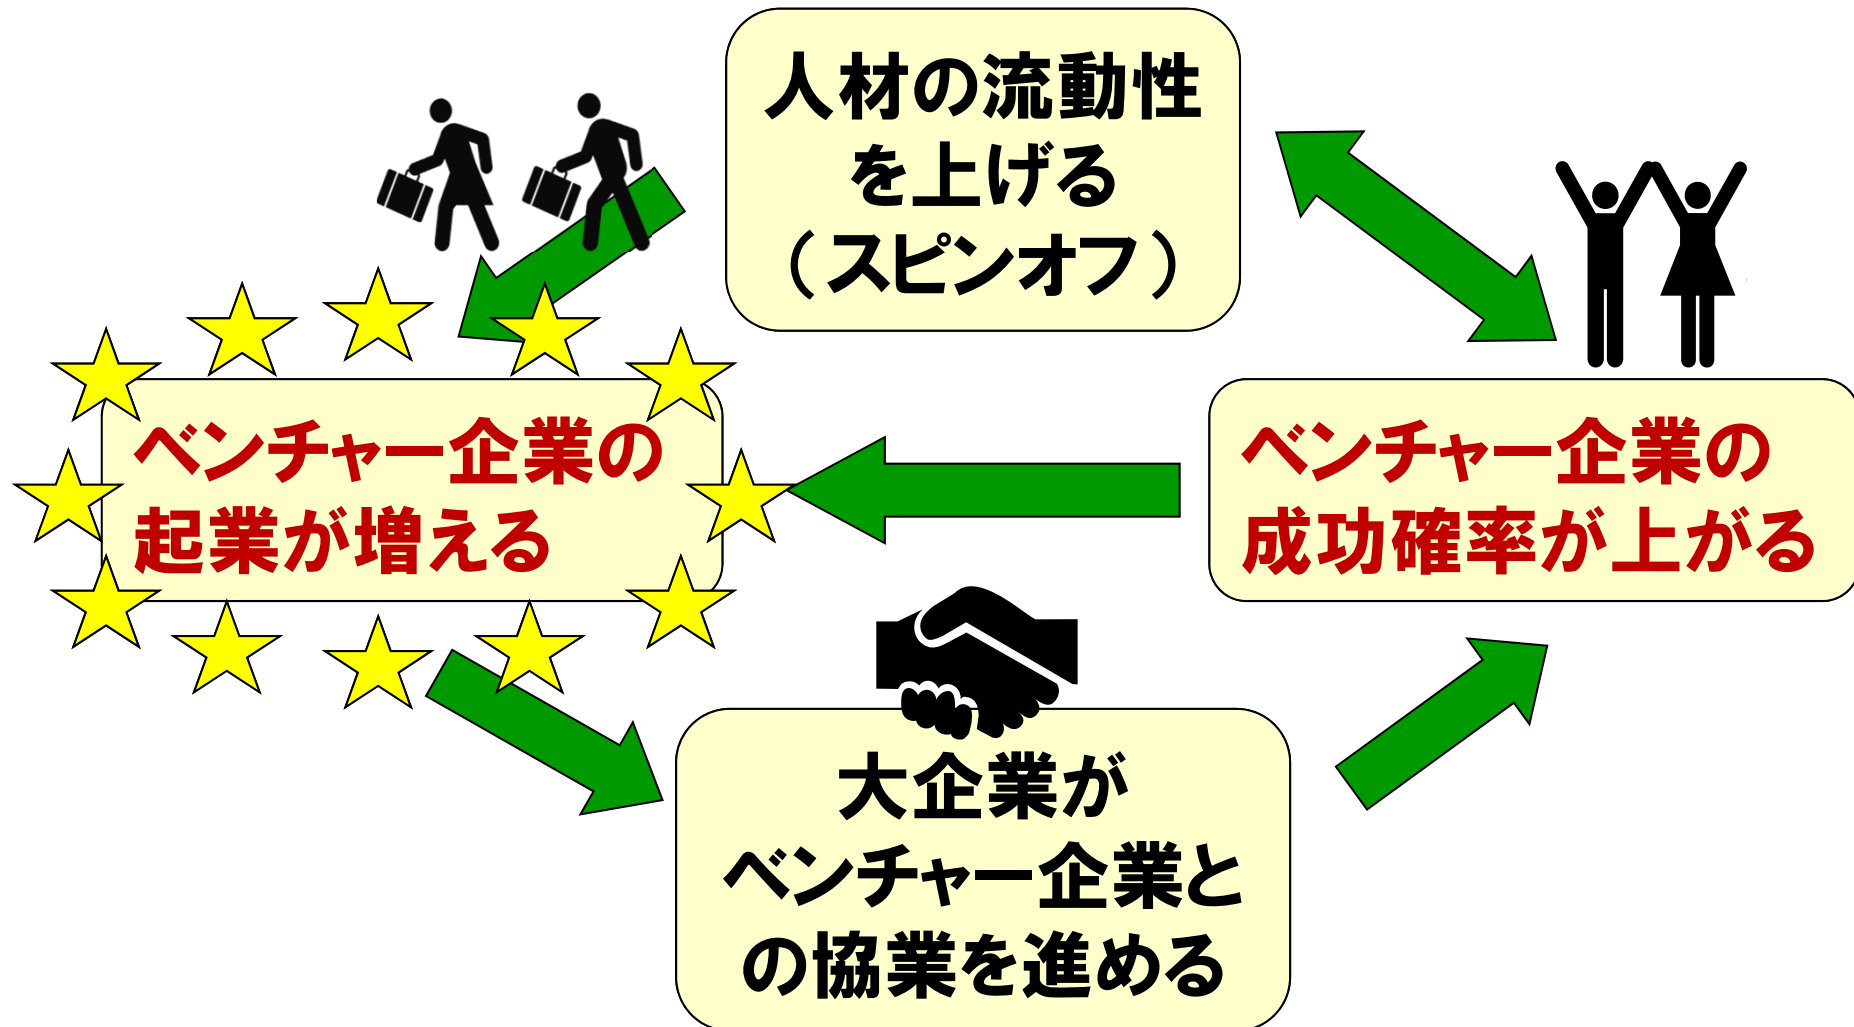 人材の流動性
を上げる
（スピンオフ）
ベンチャー企業の
起業が増える
ベンチャー企業の
成功確率が上がる
大企業が
ベンチャー企業と
の協業を進める